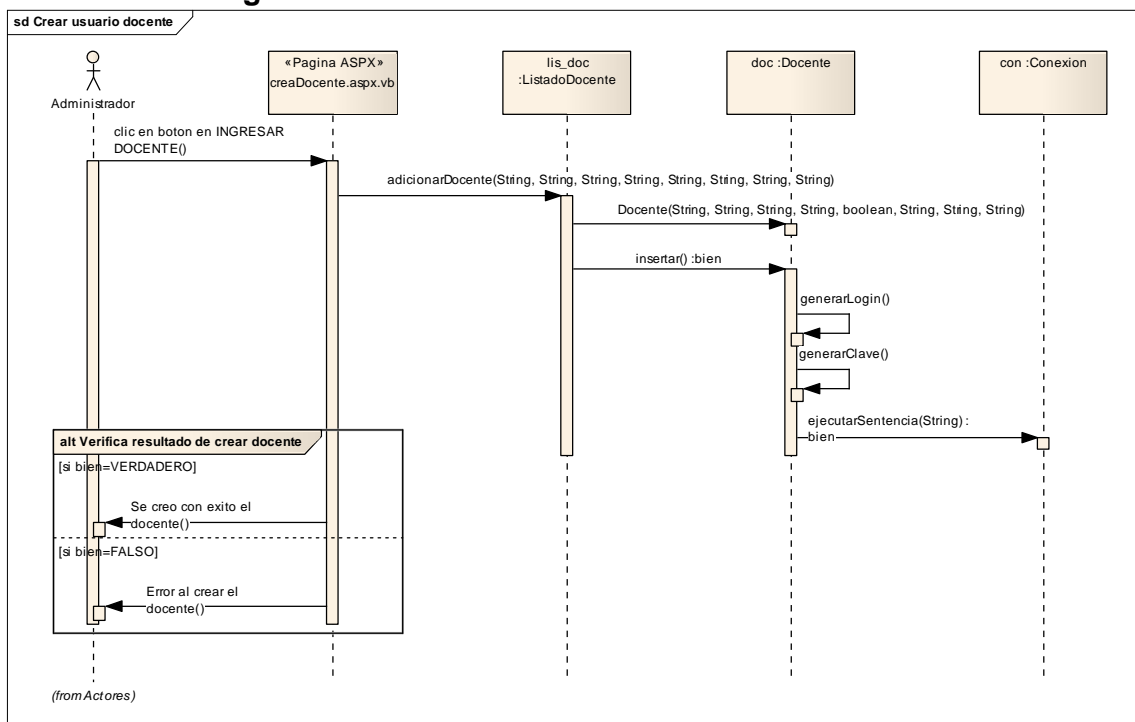 sd Crear usuario docente
Administrador
«Pagina ASPX»
creaDocente.aspx.vb
lis_doc
:ListadoDocente
doc :Docente
con :Conexion
clic en boton en INGRESAR
DOCENTE()
adicionarDocente(String, String, String, String, String, String, String, String)
Docente(String, String, String, String, boolean, String, String, String)
insertar() :bien
generarLogin()
generarClave()
ejecutarSentencia(String) :
bien
alt Verifica resultado de crear docente
[si bien=VERDADERO]
Se creo con exito el
docente()
[si bien=FALSO]
Error al crear el
docente()
(from Actores)